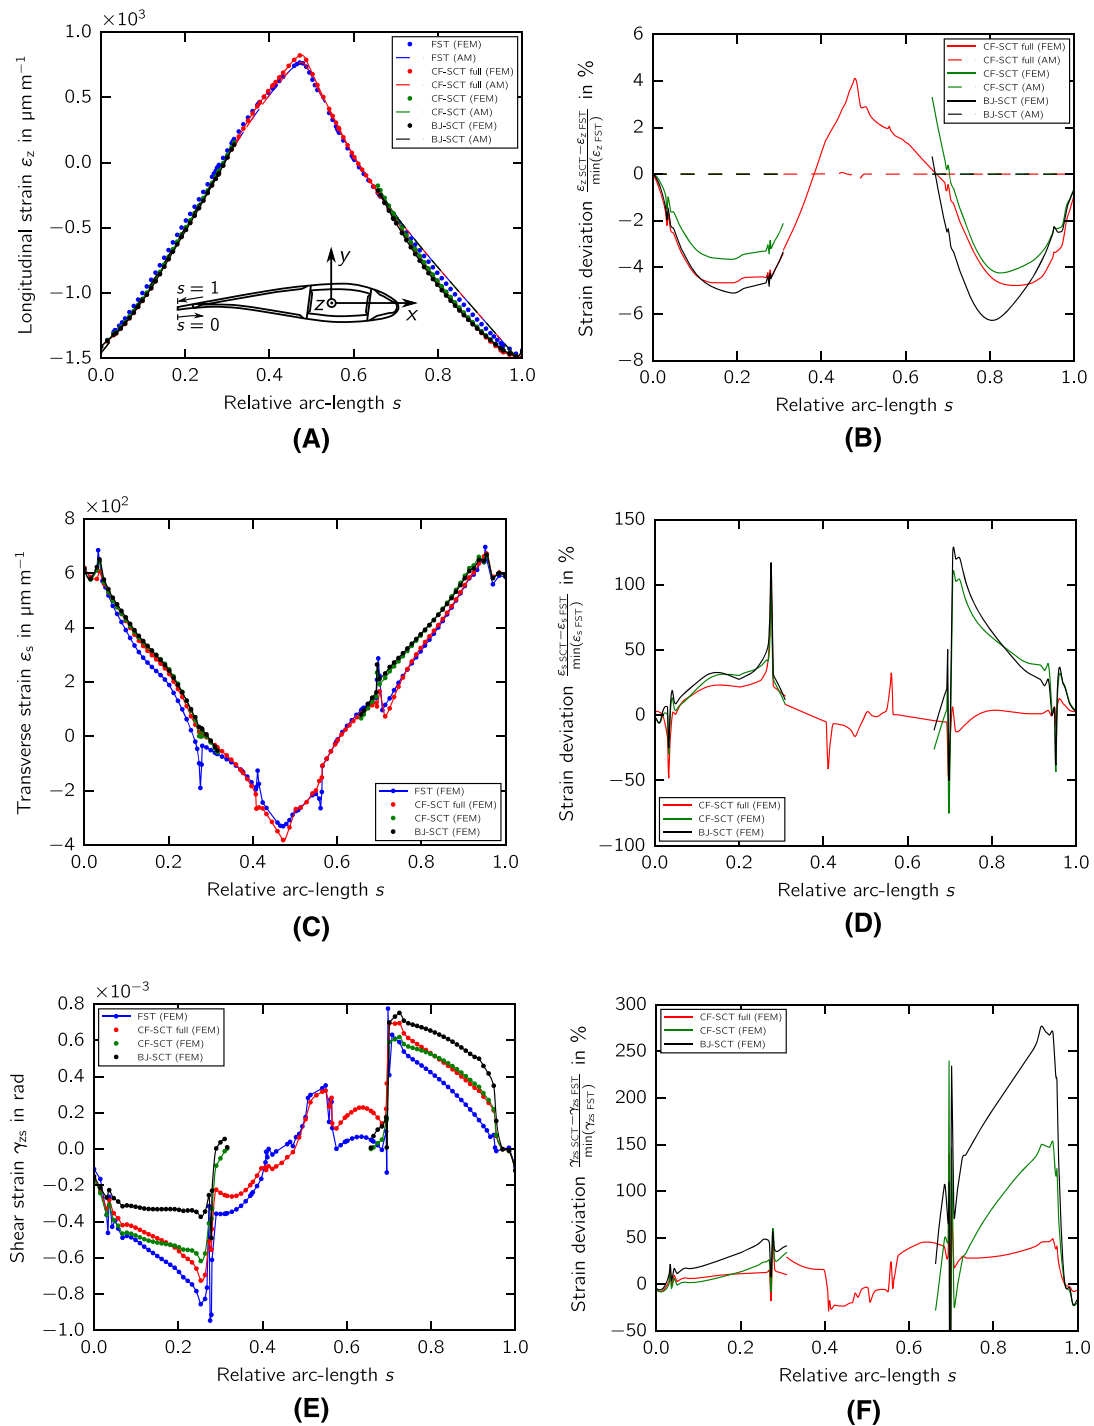 ×10³
Longitudinal strain εz in μm m⁻¹
1.0
0.5
0.0
−0.5
−1.0
−1.5
FST (FEM)
FST (AM)
CF-SCT full (FEM)
CF-SCT full (AM)
CF-SCT (FEM)
CF-SCT (AM)
BJ-SCT (FEM)
BJ-SCT (AM)
y
s = 1
z
x
s = 0
0.0 0.2 0.4 0.6 0.8 1.0
Relative arc-length s
(A)
Strain deviation (εz SCT − εz FST)/min(εz FST) in %
6
4
2
0
−2
−4
−6
−8
CF-SCT full (FEM)
CF-SCT full (AM)
CF-SCT (FEM)
CF-SCT (AM)
BJ-SCT (FEM)
BJ-SCT (AM)
0.0 0.2 0.4 0.6 0.8 1.0
Relative arc-length s
(B)
×10²
Transverse strain εs in μm m⁻¹
8
6
4
2
0
−2
−4
FST (FEM)
CF-SCT full (FEM)
CF-SCT (FEM)
BJ-SCT (FEM)
0.0 0.2 0.4 0.6 0.8 1.0
Relative arc-length s
(C)
Strain deviation (εs SCT − εs FST)/min(εs FST) in %
150
100
50
0
−50
−100
CF-SCT full (FEM)
CF-SCT (FEM)
BJ-SCT (FEM)
0.0 0.2 0.4 0.6 0.8 1.0
Relative arc-length s
(D)
×10⁻³
Shear strain γzs in rad
0.8
0.6
0.4
0.2
0.0
−0.2
−0.4
−0.6
−0.8
−1.0
FST (FEM)
CF-SCT full (FEM)
CF-SCT (FEM)
BJ-SCT (FEM)
0.0 0.2 0.4 0.6 0.8 1.0
Relative arc-length s
(E)
Strain deviation (γzs SCT − γzs FST)/min(γzs FST) in %
300
250
200
150
100
50
0
−50
CF-SCT full (FEM)
CF-SCT (FEM)
BJ-SCT (FEM)
0.0 0.2 0.4 0.6 0.8 1.0
Relative arc-length s
(F)